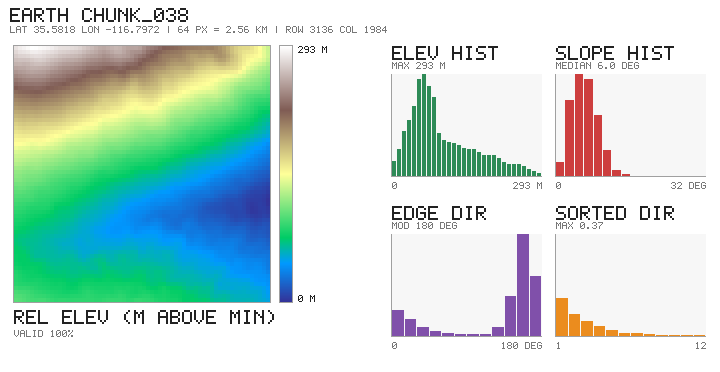 EARTH CHUNK_038
LAT 35.5818 LON -116.7972 | 64 PX = 2.56 KM | ROW 3136 COL 1984
293 M
0 M
REL ELEV (M ABOVE MIN)
VALID 100%
ELEV HIST
MAX 293 M
0 293 M
SLOPE HIST
MEDIAN 6.0 DEG
0 32 DEG
EDGE DIR
MOD 180 DEG
0 180 DEG
SORTED DIR
MAX 0.37
1 12